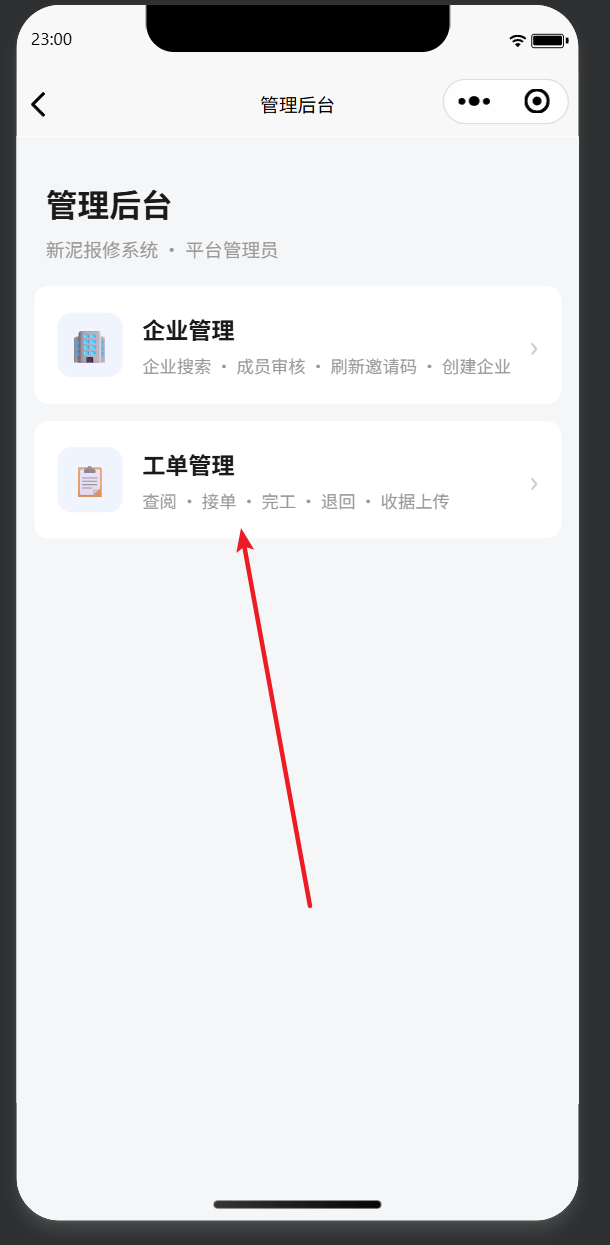 23:00
管理后台
管理后台
新泥报修系统 · 平台管理员
企业管理
企业搜索 · 成员审核 · 刷新邀请码 · 创建企业
工单管理
查阅 · 接单 · 完工 · 退回 · 收据上传